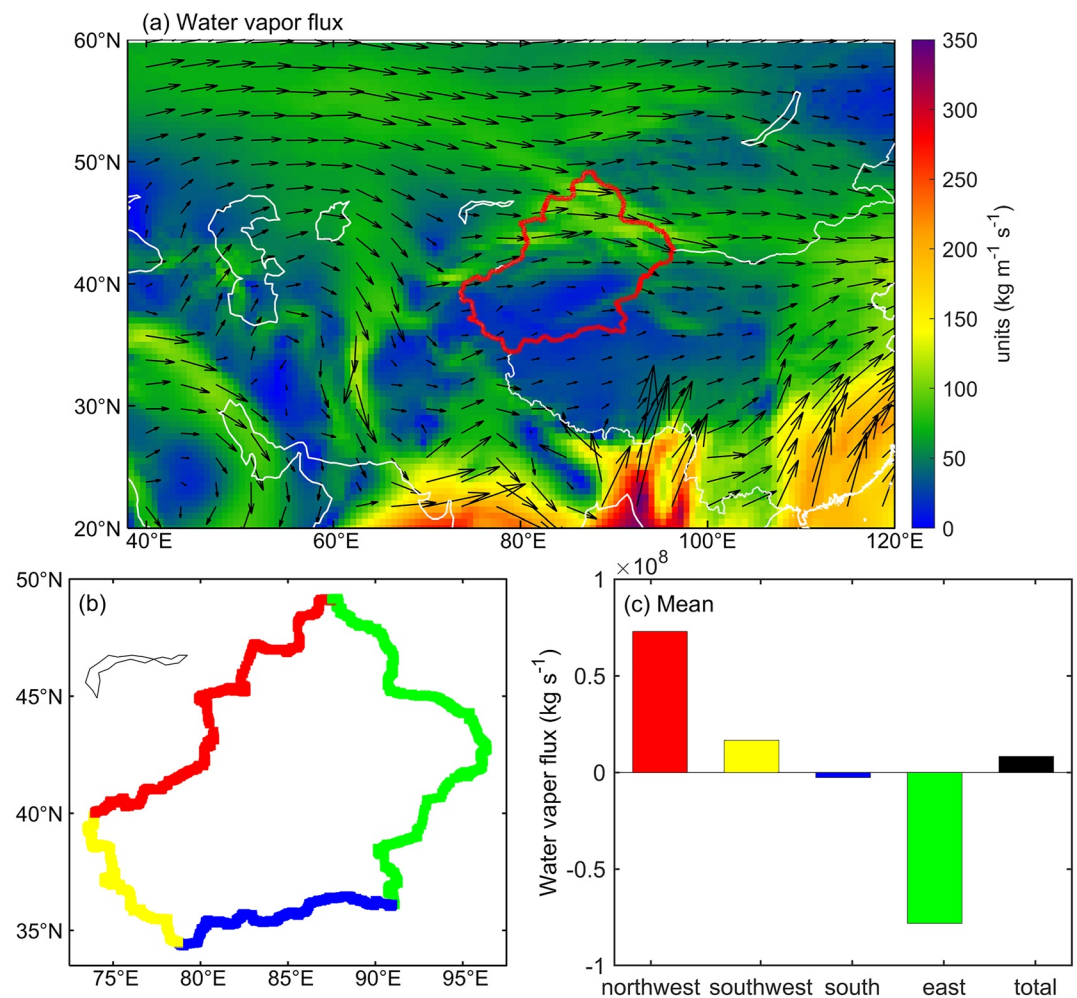 (a) Water vapor flux
60°N
50°N
40°N
30°N
20°N
40°E
60°E
80°E
100°E
120°E
350
300
250
200
150
100
50
0
units (kg m⁻¹ s⁻¹)
(b)
50°N
45°N
40°N
35°N
75°E
80°E
85°E
90°E
95°E
×10⁸
(c) Mean
1
0.5
0
-0.5
-1
Water vaper flux (kg s⁻¹)
northwest southwest south east total